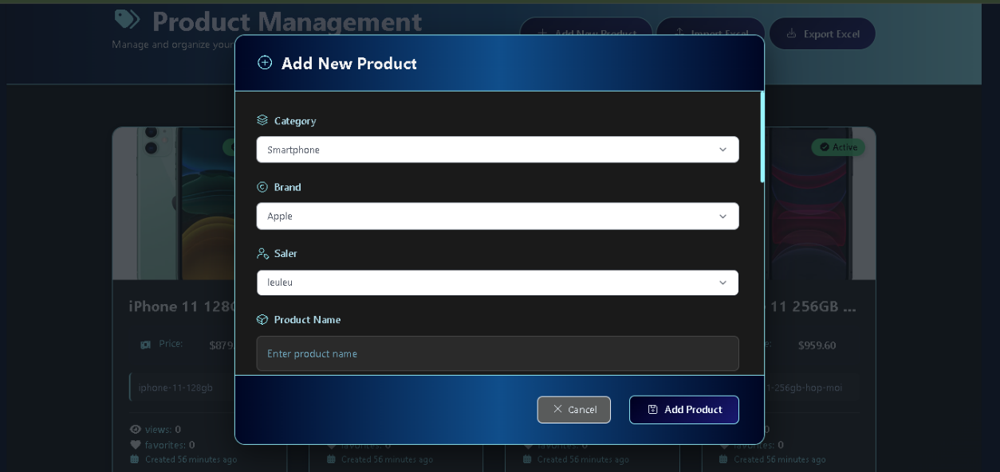 Product Management
Manage and organize your
Add New Product
Import Excel
Export Excel
Add New Product
Category
Smartphone
Brand
Apple
Saler
leuleu
Product Name
Enter product name
Cancel
Add Product
Active
iPhone 11 128G
Price:
$879.
iphone-11-128gb
views: 0
favorites: 0
Created 56 minutes ago
favorites: 0
Created 56 minutes ago
favorites: 0
Created 56 minutes ago
11 256GB ...
$959.60
1-256gb-hop-mai
favorites: 0
Created 56 minutes ago